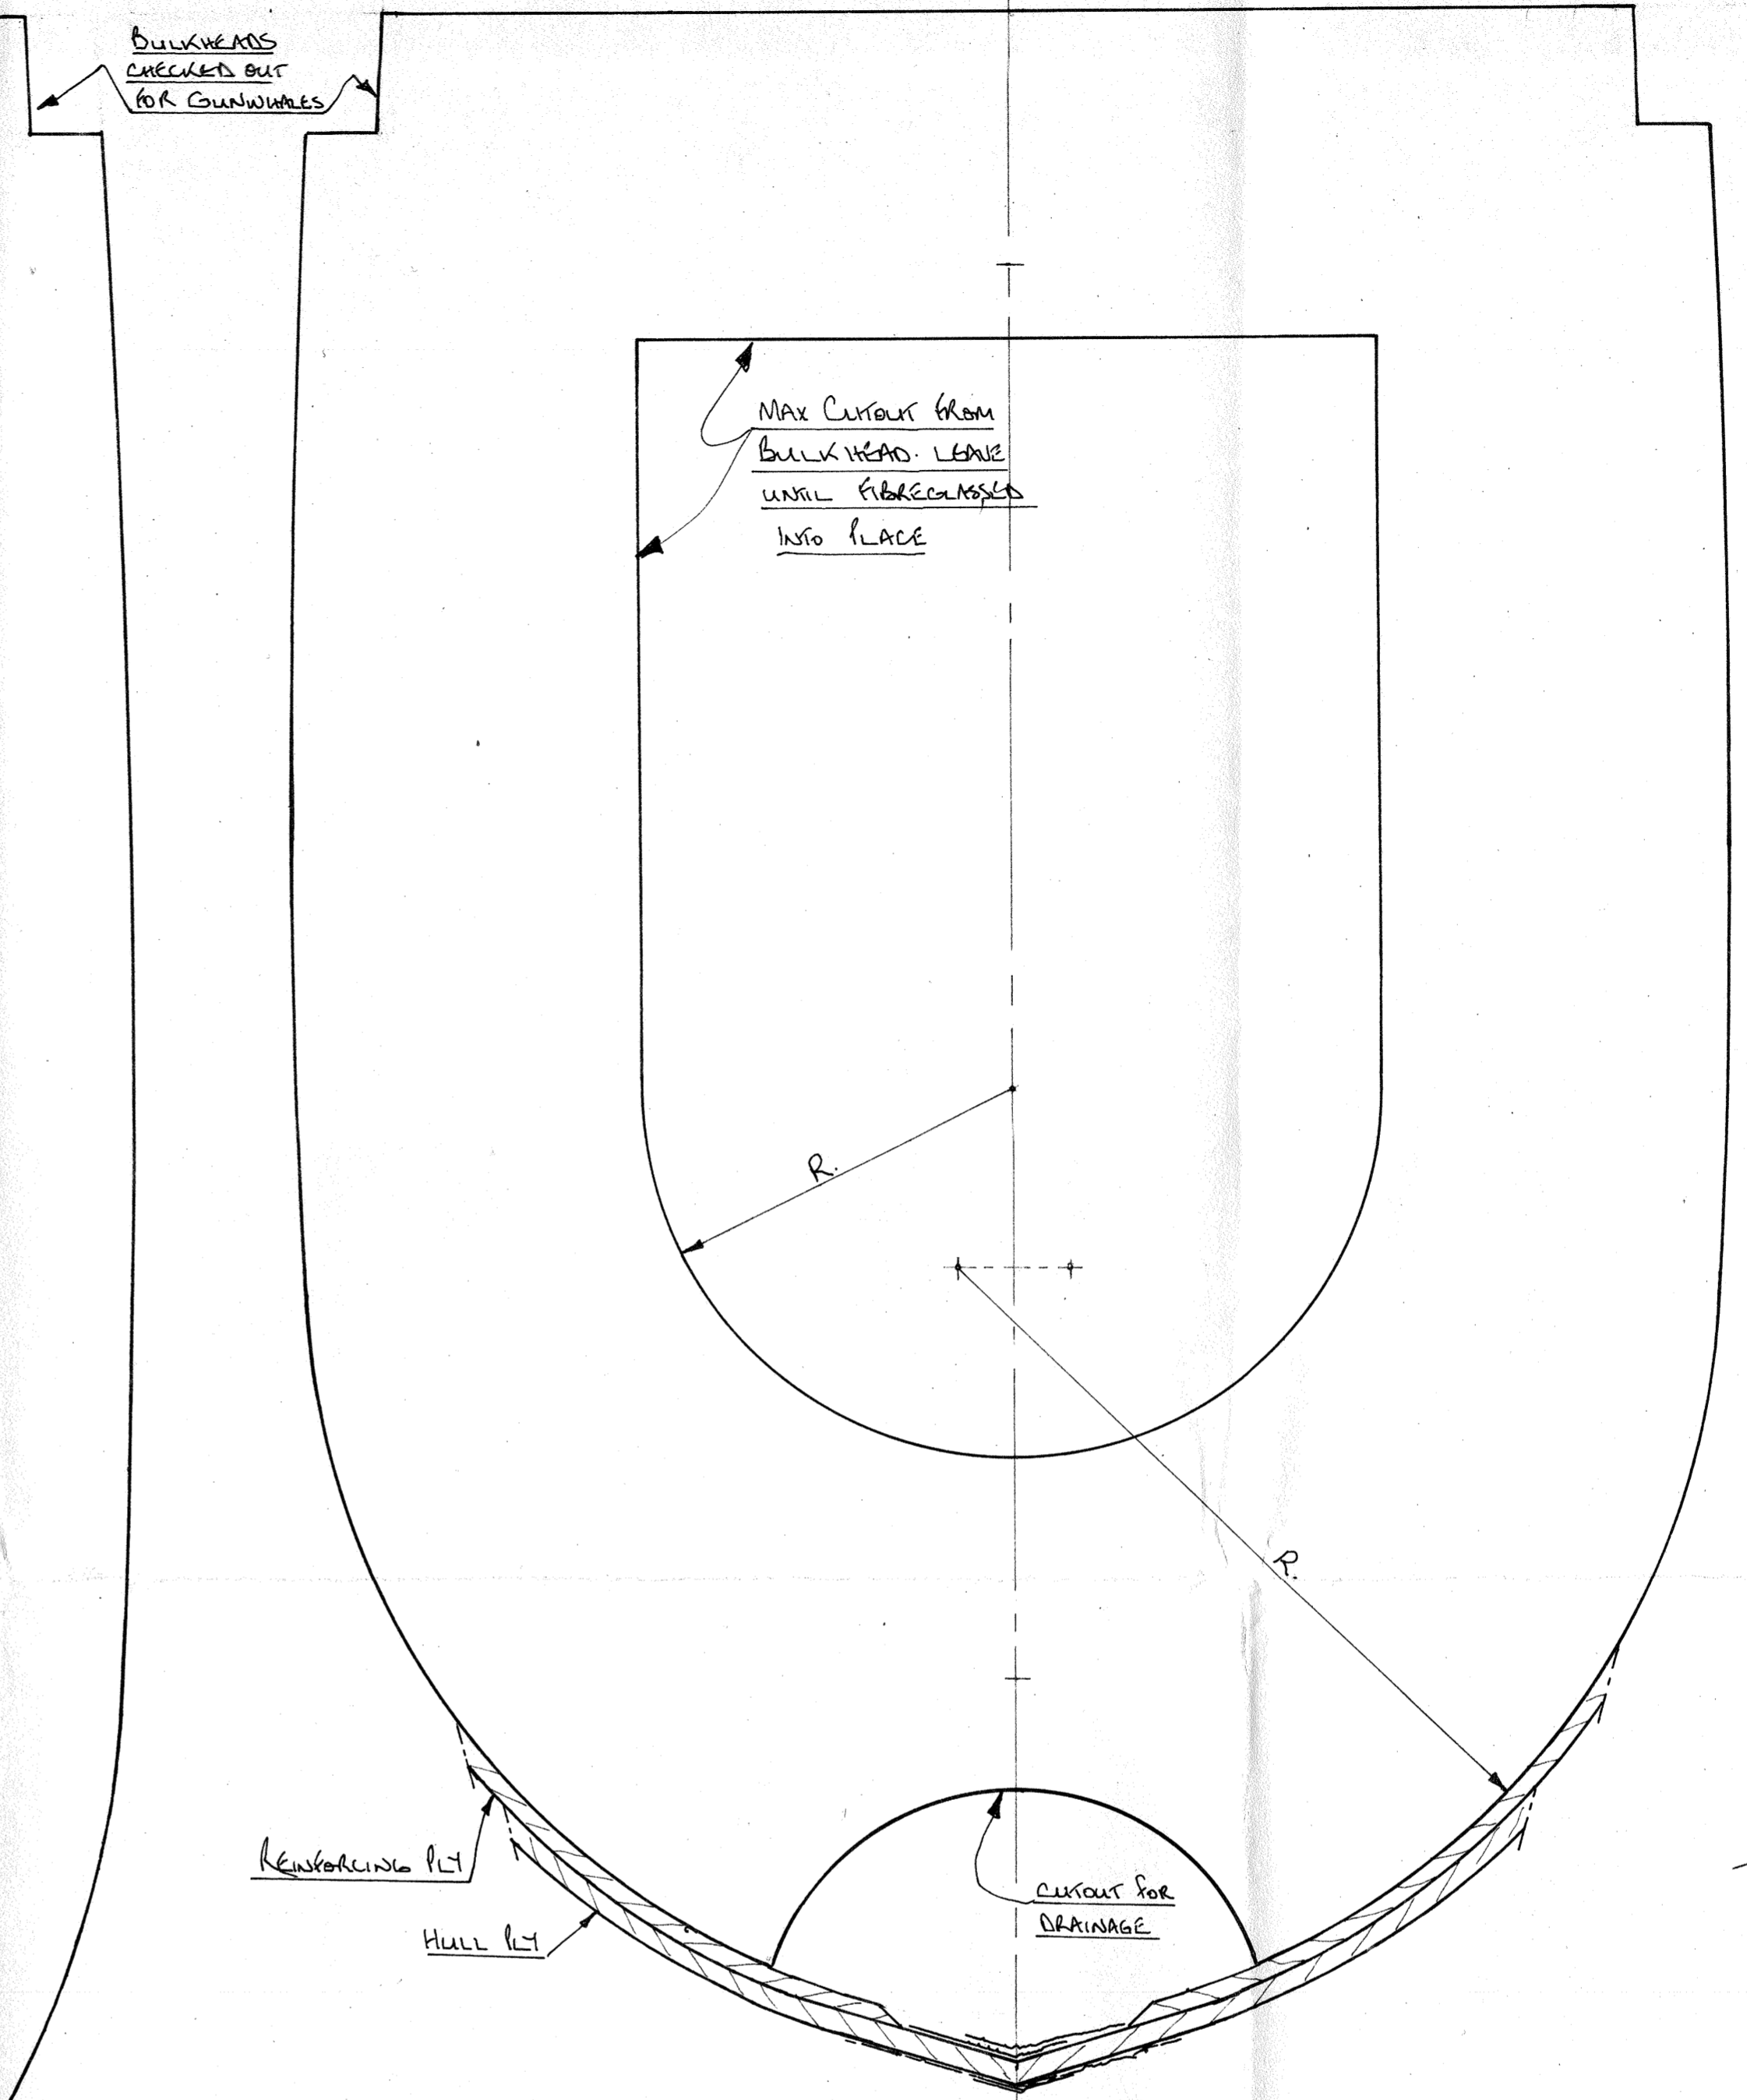 BULKHEADS
CHECKED OUT
FOR GUNWHALES
MAX CUTOUT FROM
BULKHEAD. LEAVE
UNTIL FIBREGLASSED
INTO PLACE
R.
R.
REINFORCING PLY
HULL PLY
CUTOUT FOR
DRAINAGE